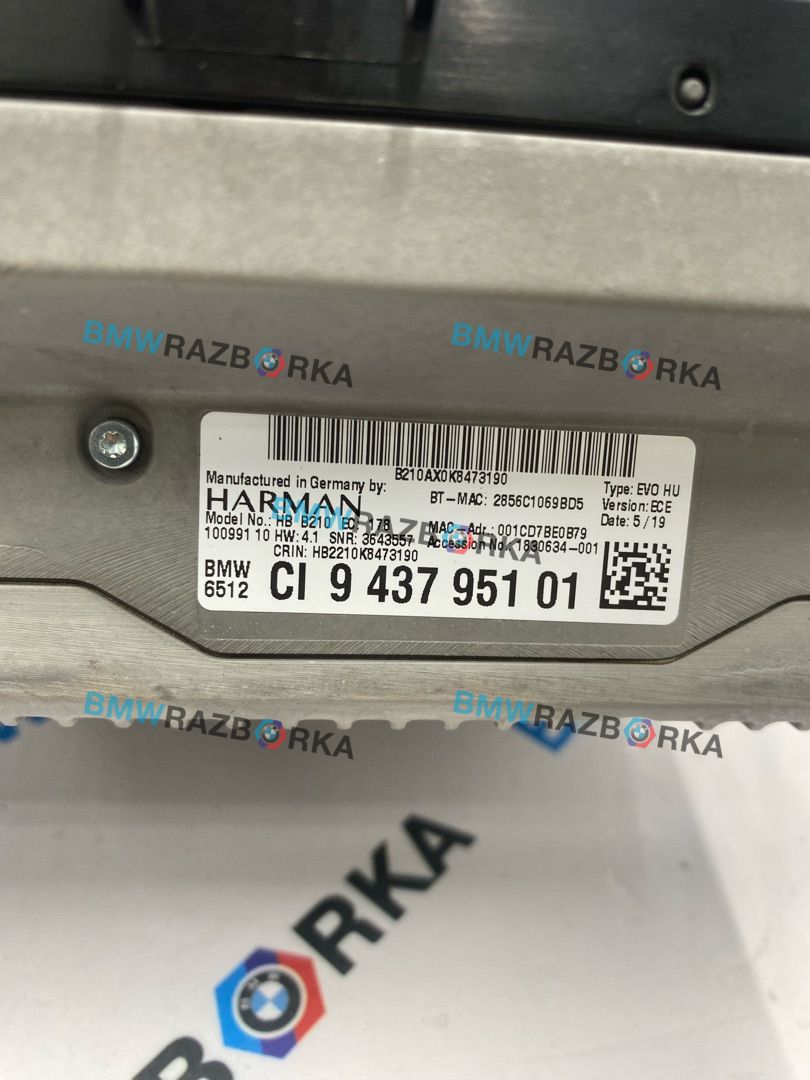 BMWRAZBORKA
BMWRAZBORKA
B210AX0K8473190
Manufactured in Germany by:
HARMAN
BT-MAC: 2856C1069BD5
Type: EVO HU
Version: ECE
Date: 5/19
Model No.: HB B210
MAC-Adr.: 001CD7BE0B79
100991 10 HW: 4.1 SNR: 3643557 Accession No. 1830634-001
CRIN: HB2210K8473190
BMWRAZBORKA
BMW
6512
CI 9 437 951 01
BMWRAZBORKA
BMWRAZBORKA
ORKA